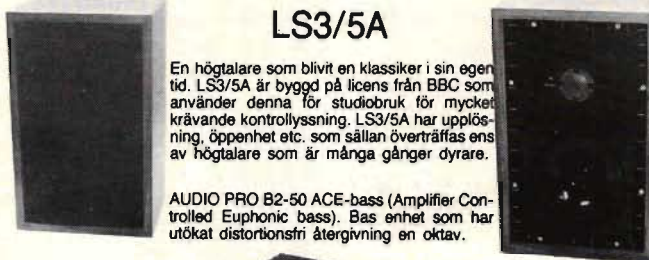 LS3/5A
En högtalare som blivit en klassiker i sin egen
tid. LS3/5A är byggd på licens från BBC som
använder denna för studiobruk för mycket
krävande kontrollyssning. LS3/5A har upplös-
ning, öppenhet etc. som sällan överträffas ens
av högtalare som är många gånger dyrare.
AUDIO PRO B2-50 ACE-bass (Amplifier Con-
trolled Euphonic bass). Bas enhet som har
utökat distortionsfri återgivning en oktav.